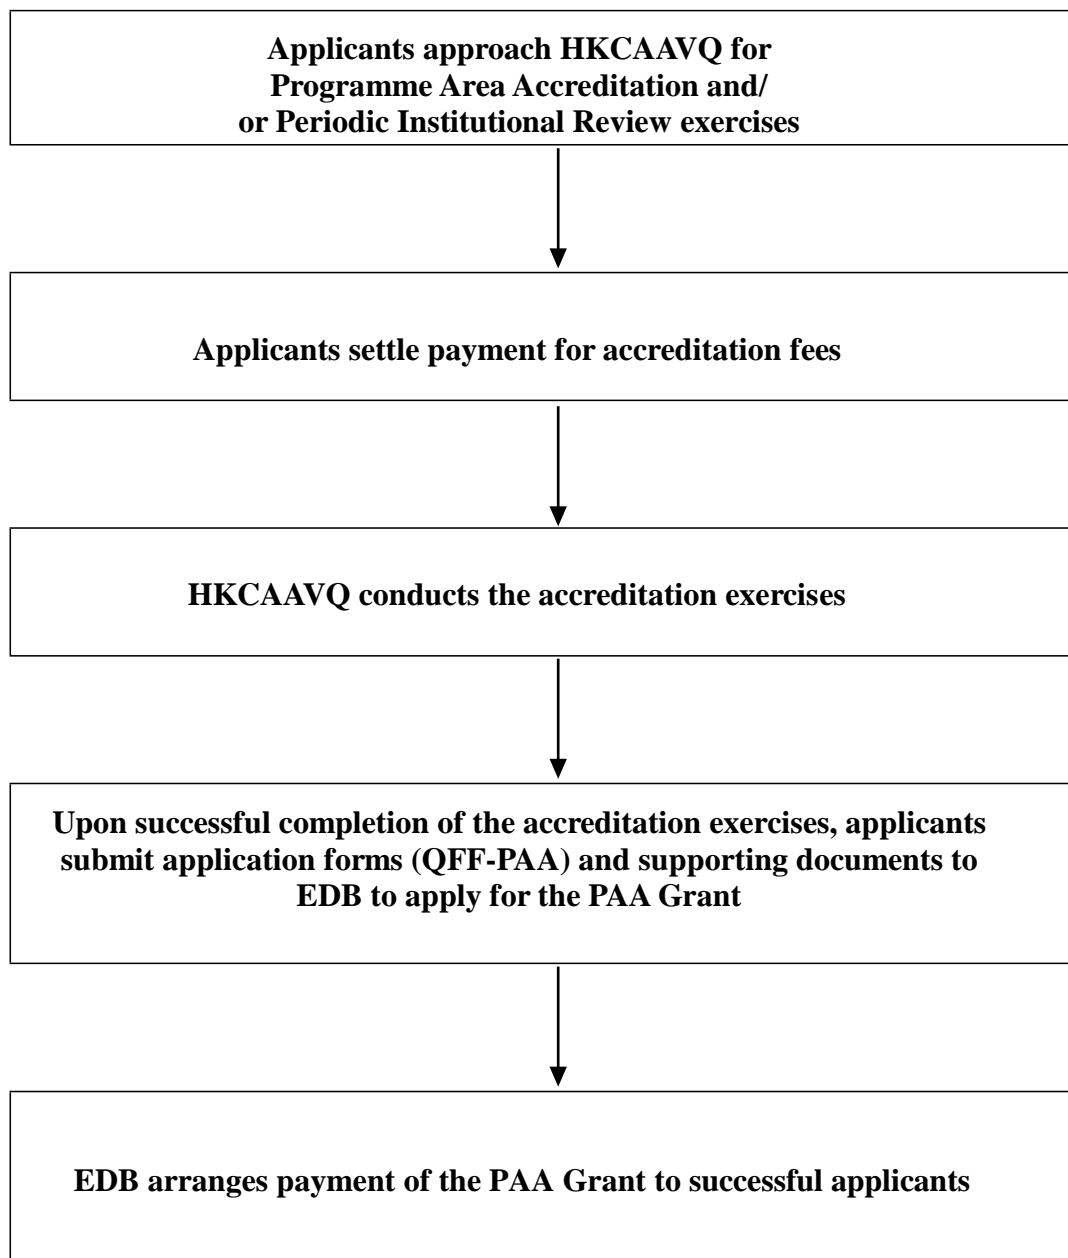 Applicants approach HKCAAVQ for
Programme Area Accreditation and/
or Periodic Institutional Review exercises
Applicants settle payment for accreditation fees
HKCAAVQ conducts the accreditation exercises
Upon successful completion of the accreditation exercises, applicants
submit application forms (QFF-PAA) and supporting documents to
EDB to apply for the PAA Grant
EDB arranges payment of the PAA Grant to successful applicants